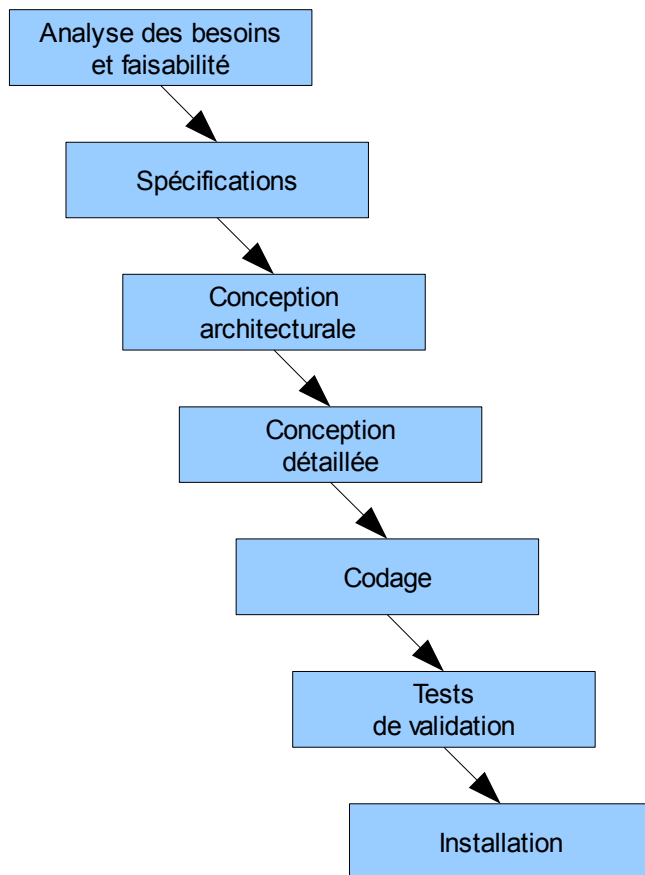 Analyse des besoins
et faisabilité
Spécifications
Conception
architecturale
Conception
détaillée
Codage
Tests
de validation
Installation